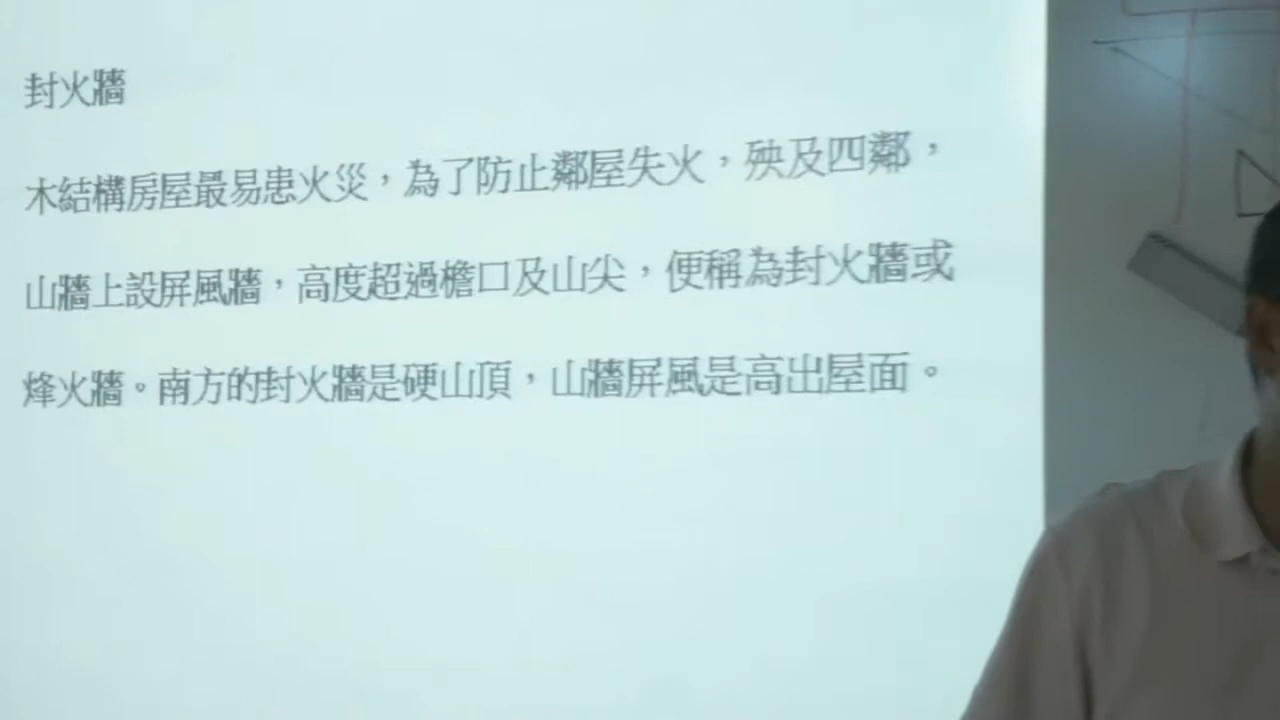 封火牆
木結構房屋最易患火災，為了防止鄰屋失火，殃及四鄰，
山牆上設屏風牆，高度超過檐口及山尖，便稱為封火牆或
烽火牆。南方的封火牆是硬山頂，山牆屏風是高出屋面。